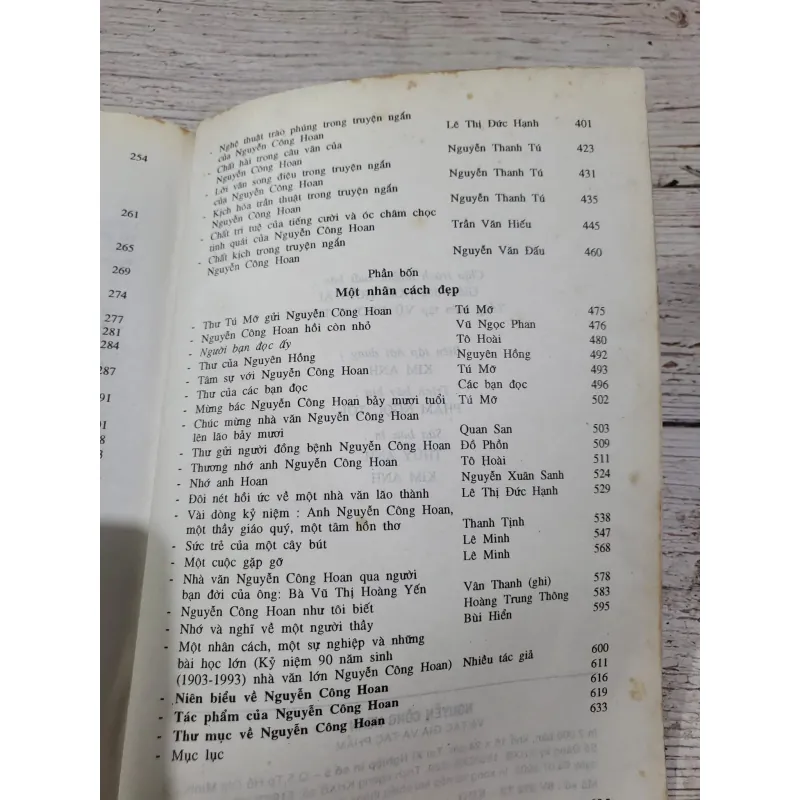 254
261
265
269
274
277
281
284
287
91
91
8
3
- Nghệ thuật trào phúng trong truyện ngắn
của Nguyễn Công Hoan Lê Thị Đức Hạnh 401
- Chất hài trong câu văn của
Nguyễn Công Hoan Nguyễn Thanh Tú 423
- Lời văn song điệu trong truyện ngắn
của Nguyễn Công Hoan Nguyễn Thanh Tú 431
- Kịch hóa trần thuật trong truyện ngắn
Nguyễn Công Hoan Nguyễn Thanh Tú 435
- Chất trí tuệ của tiếng cười và óc châm chọc
tinh quái của Nguyễn Công Hoan Trần Văn Hiếu 445
- Chất kịch trong truyện ngắn
Nguyễn Công Hoan Nguyễn Văn Đấu 460
Phần bốn
Một nhân cách đẹp
- Thư Tú Mỡ gửi Nguyễn Công Hoan Tú Mỡ 475
- Nguyễn Công Hoan hồi còn nhỏ Vũ Ngọc Phan 476
- Người bạn đọc ấy Tô Hoài 480
- Thư của Nguyên Hồng Nguyên Hồng 492
- Tâm sự với Nguyễn Công Hoan Tú Mỡ 493
- Thư của các bạn đọc Các bạn đọc 496
- Mừng bác Nguyễn Công Hoan bảy mươi tuổi Tú Mỡ 502
- Chúc mừng nhà văn Nguyễn Công Hoan
lên lão bảy mươi Quan San 503
- Thư gửi người đồng bệnh Nguyễn Công Hoan Đồ Phồn 509
- Thương nhớ anh Nguyễn Công Hoan Tô Hoài 511
- Nhớ anh Hoan Nguyễn Xuân Sanh 524
- Đôi nét hồi ức về một nhà văn lão thành Lê Thị Đức Hạnh 529
- Vài dòng kỷ niệm : Anh Nguyễn Công Hoan,
một thầy giáo quý, một tâm hồn thơ Thanh Tịnh 538
- Sức trẻ của một cây bút Lê Minh 547
- Một cuộc gặp gỡ Lê Minh 568
- Nhà văn Nguyễn Công Hoan qua người
bạn đời của ông: Bà Vũ Thị Hoàng Yến Vân Thanh (ghi) 578
- Nguyễn Công Hoan như tôi biết Hoàng Trung Thông 583
- Nhớ và nghĩ về một người thầy Bùi Hiển 595
- Một nhân cách, một sự nghiệp và những
bài học lớn (Kỷ niệm 90 năm sinh
(1903-1993) nhà văn lớn Nguyễn Công Hoan) Nhiều tác giả 600
- Niên biểu về Nguyễn Công Hoan 611
- Tác phẩm của Nguyễn Công Hoan 616
- Thư mục về Nguyễn Công Hoan 619
- Mục lục 633